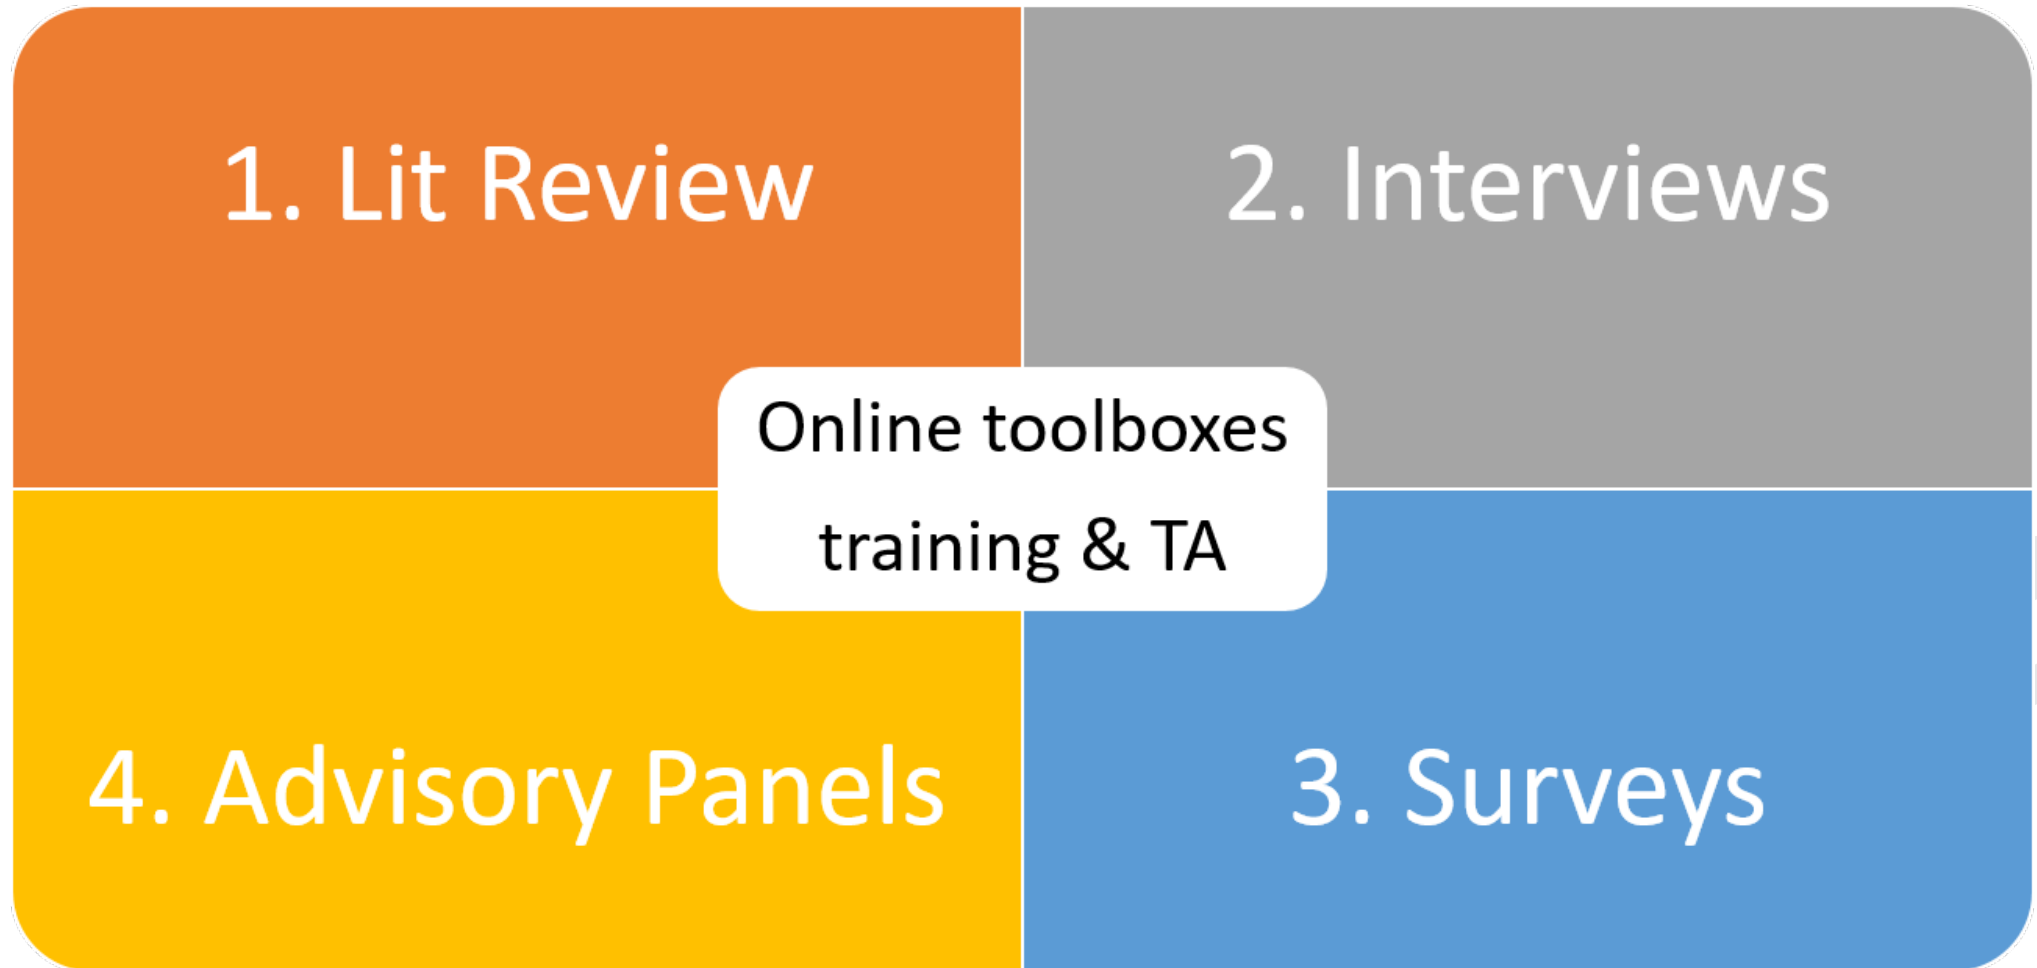 1. Lit Review
2. Interviews
Online toolboxes
training & TA
4. Advisory Panels
3. Surveys